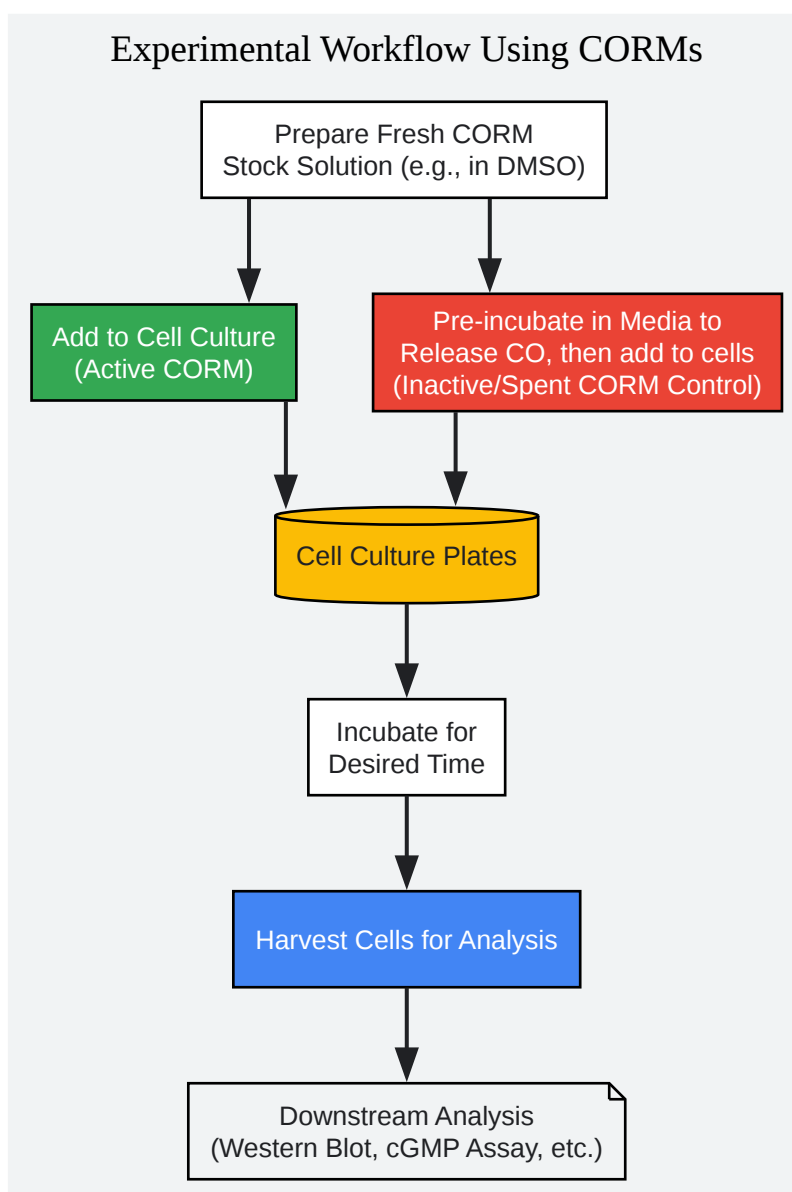 Experimental Workflow Using CORMs
Prepare Fresh CORM
Stock Solution (e.g., in DMSO)
Add to Cell Culture
(Active CORM)
Pre-incubate in Media to
Release CO, then add to cells
(Inactive/Spent CORM Control)
Cell Culture Plates
Incubate for
Desired Time
Harvest Cells for Analysis
Downstream Analysis
(Western Blot, cGMP Assay, etc.)